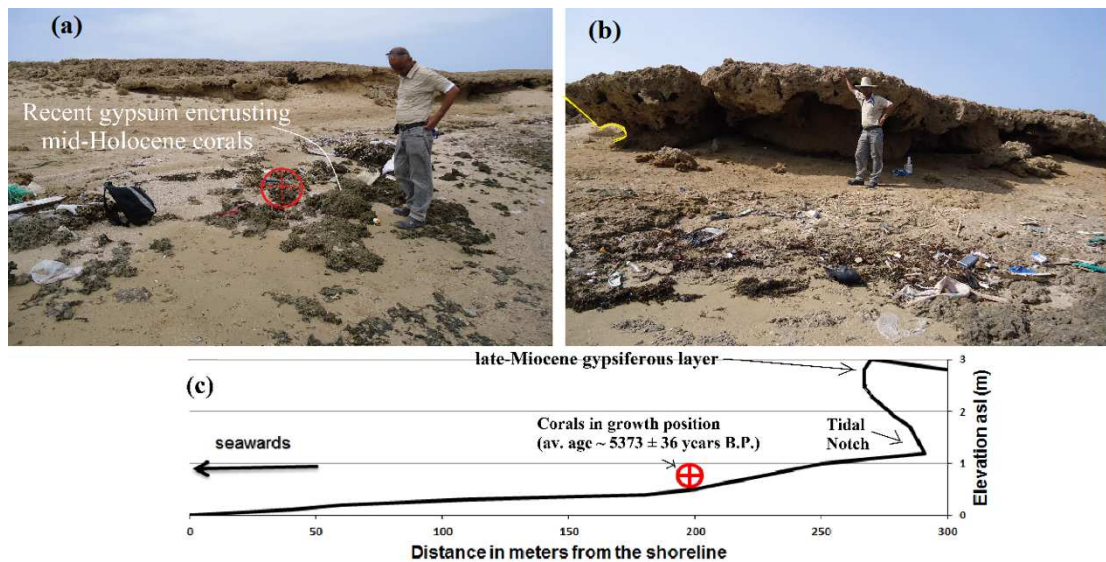 (a)
Recent gypsum encrusting
mid-Holocene corals
(b)
(c)
late-Miocene gypsiferous layer
seawards
Corals in growth position
(av. age ~ 5373 ± 36 years B.P.)
Tidal
Notch
3
2
1
0
Elevation asl (m)
0 50 100 150 200 250 300
Distance in meters from the shoreline